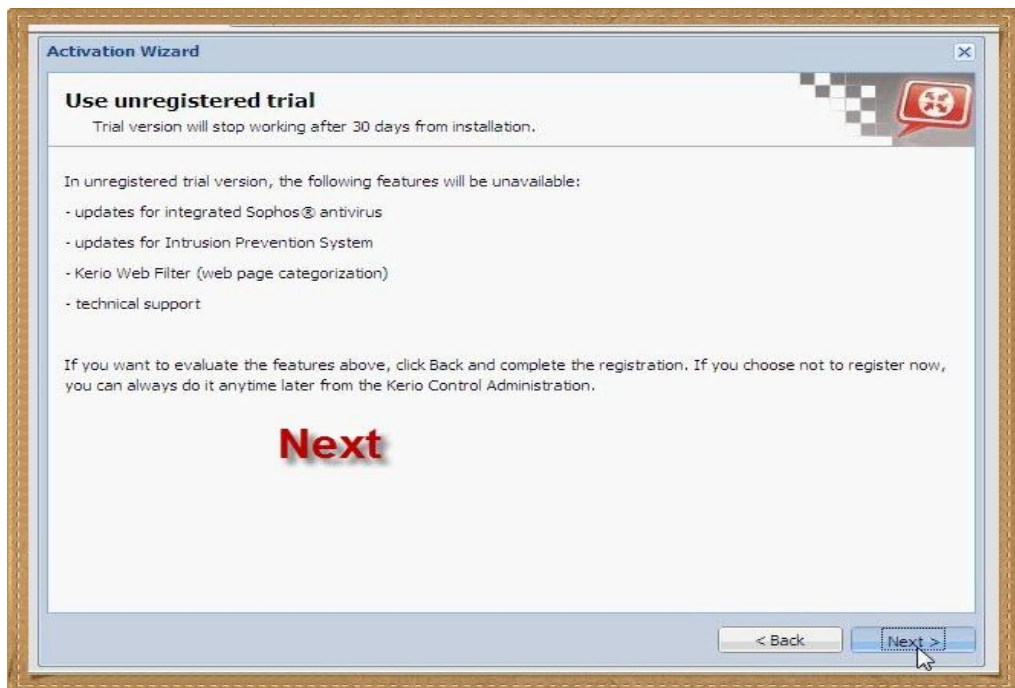 Activation Wizard
Use unregistered trial
Trial version will stop working after 30 days from installation.
In unregistered trial version, the following features will be unavailable:
- updates for integrated Sophos® antivirus
- updates for Intrusion Prevention System
- Kerio Web Filter (web page categorization)
- technical support
If you want to evaluate the features above, click Back and complete the registration. If you choose not to register now,
you can always do it anytime later from the Kerio Control Administration.
Next
< Back
Next >